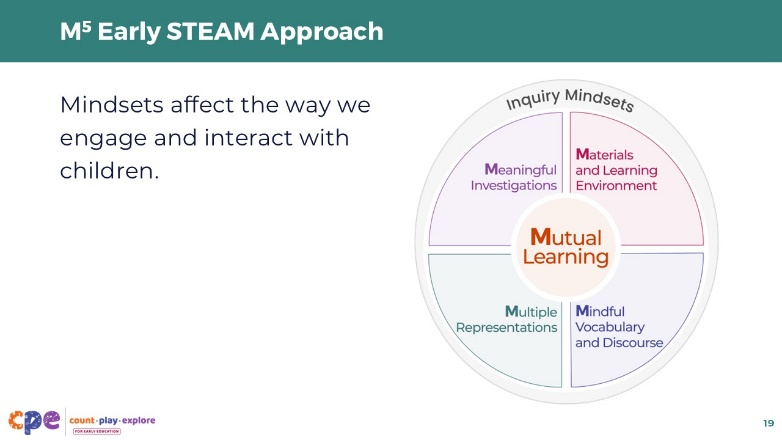 M⁵ Early STEAM Approach
Mindsets affect the way we
engage and interact with
children.
Inquiry Mindsets
Meaningful
Investigations
Materials
and Learning
Environment
Mutual
Learning
Multiple
Representations
Mindful
Vocabulary
and Discourse
cpe
count·play·explore
FOR EARLY EDUCATION
19